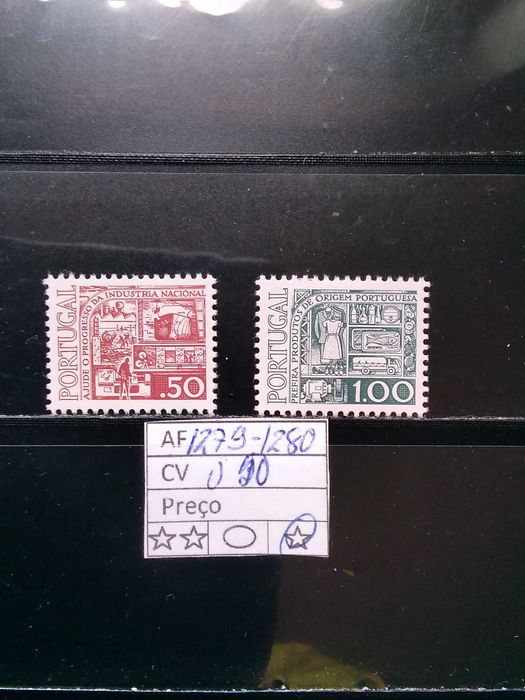 PORTUGAL
AJUDE O PROGRESSO DA INDUSTRIA NACIONAL
.50
PORTUGAL
PREFIRA PRODUTOS DE ORIGEM PORTUGUESA
1.00
AF 1279-1280
CV 0 90
Preço